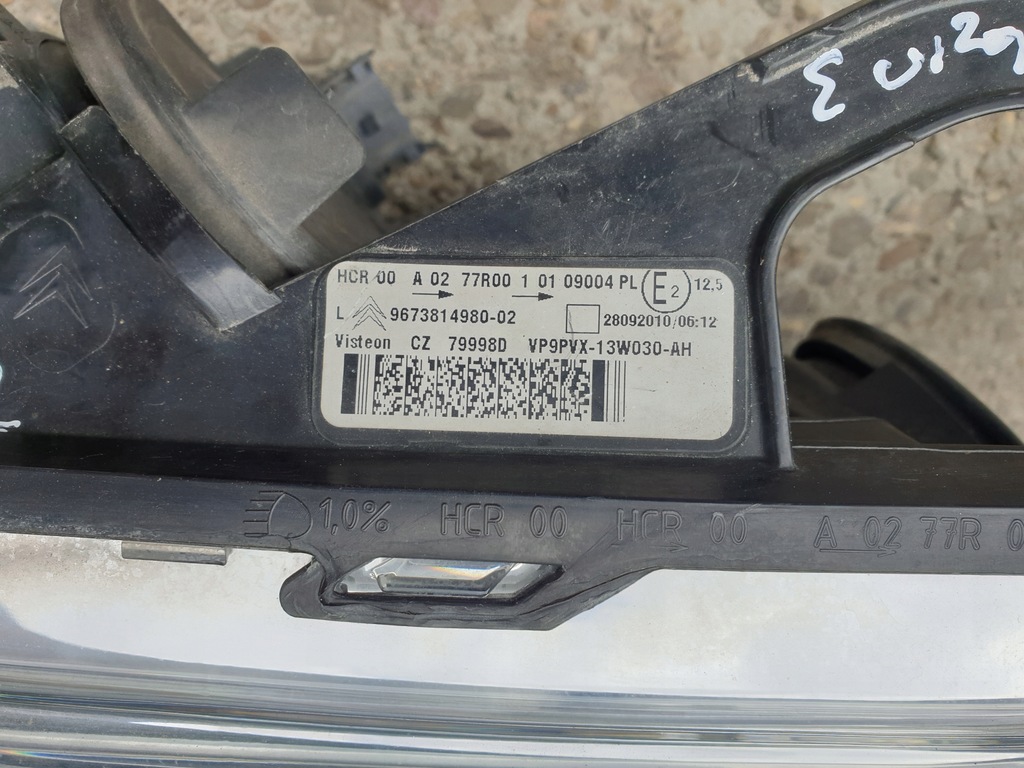 HCR 00 A 02 77R00 1 01 09004 PL E2 12,5
L 9673814980-02 28092010/06:12
Visteon CZ 79998D VP9PVX-13W030-AH
1,0% HCR 00 HCR 00 A 02 77R 0